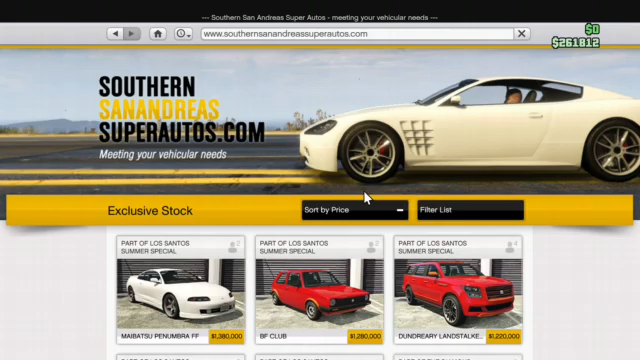 --- Southern San Andreas Super Autos - meeting your vehicular needs ---
www.southernsanandreassuperautos.com
$0
$261812
SOUTHERN
SANANDREAS
SUPERAUTOS.COM
Meeting your vehicular needs
Exclusive Stock
Sort by Price
Filter List
PART OF LOS SANTOS
SUMMER SPECIAL
2
MAIBATSU PENUMBRA FF
$1,380,000
PART OF LOS SANTOS
SUMMER SPECIAL
2
BF CLUB
$1,280,000
PART OF LOS SANTOS
SUMMER SPECIAL
4
DUNDREARY LANDSTALKE..
$1,220,000